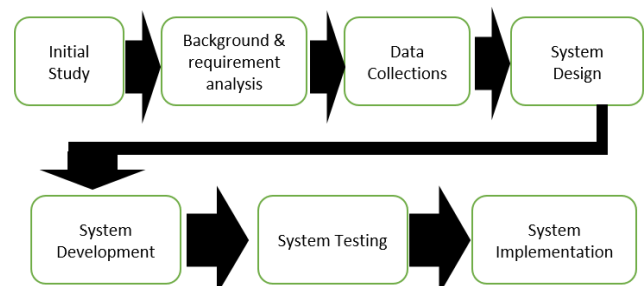 Initial
Study
Background &
requirement
analysis
Data
Collections
System
Design
System
Development
System Testing
System
Implementation